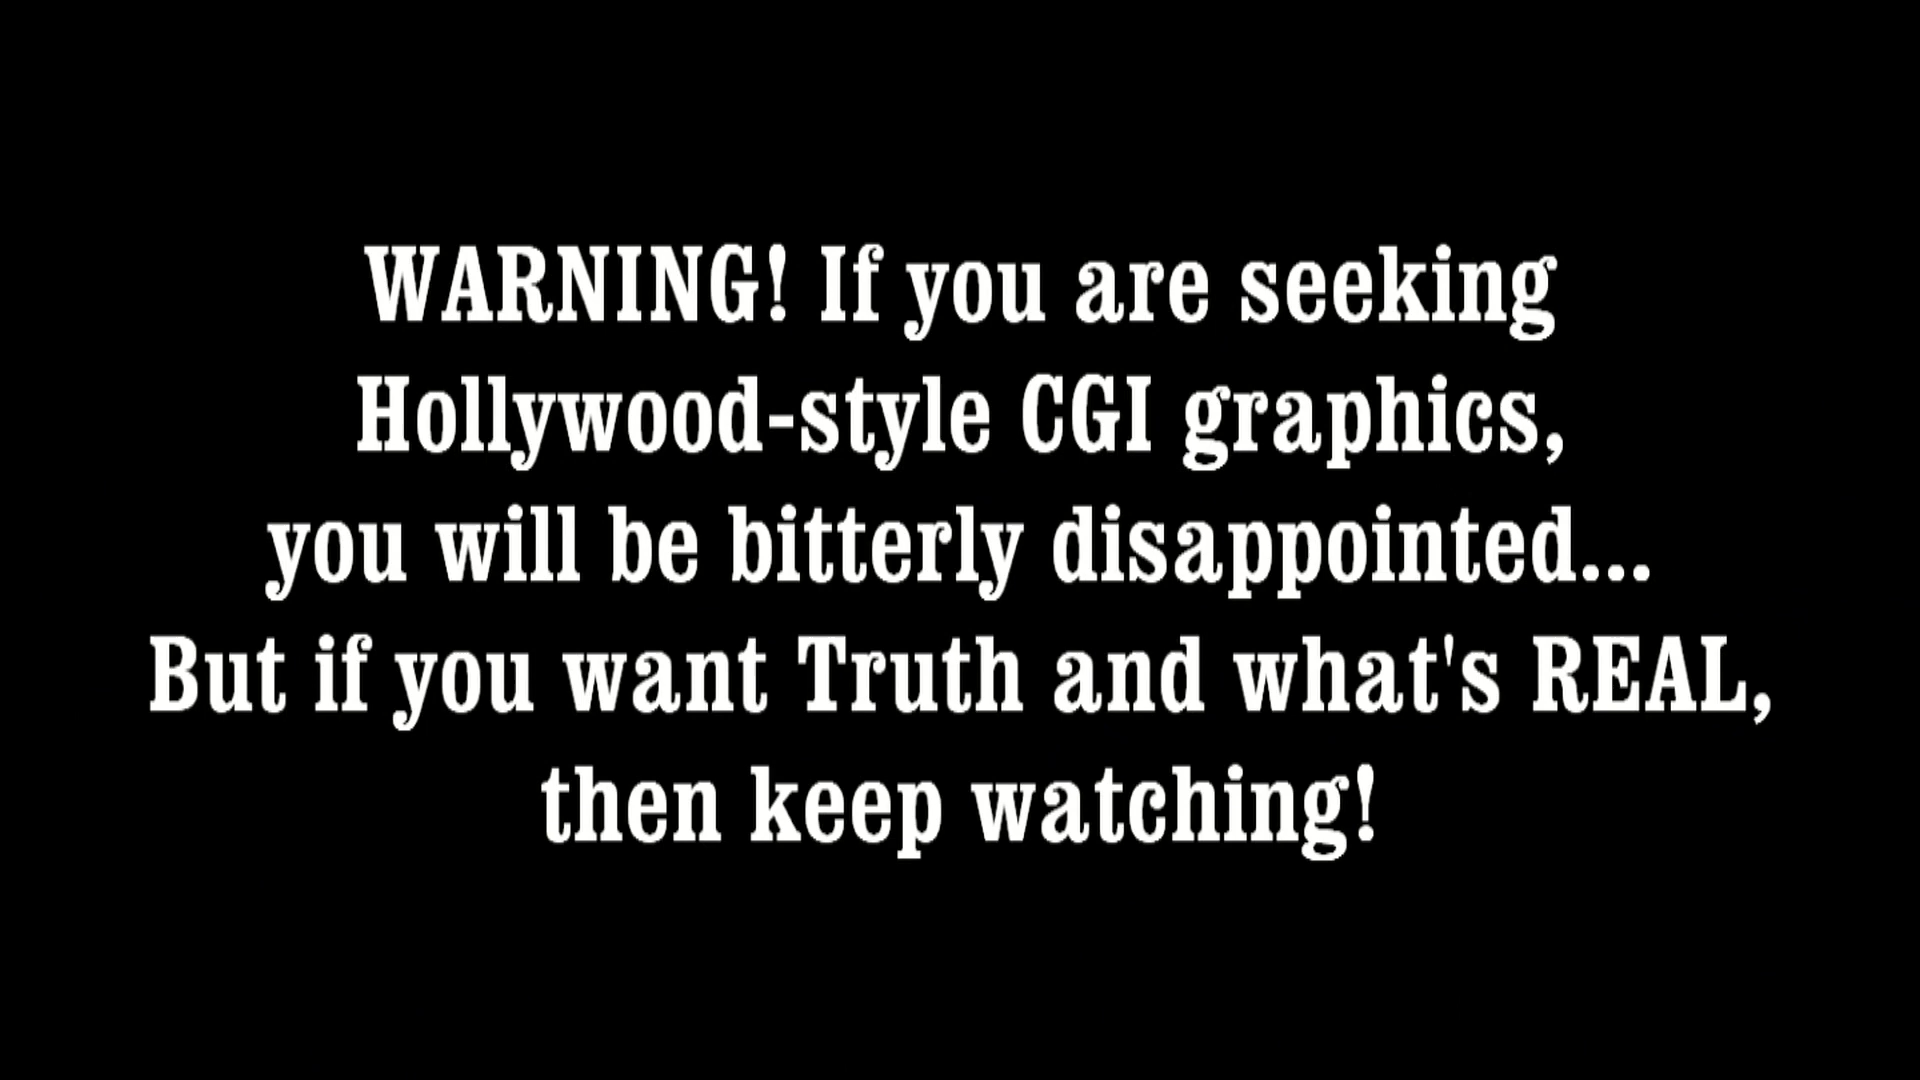 WARNING! If you are seeking
Hollywood-style CGI graphics,
you will be bitterly disappointed...
But if you want Truth and what's REAL,
then keep watching!